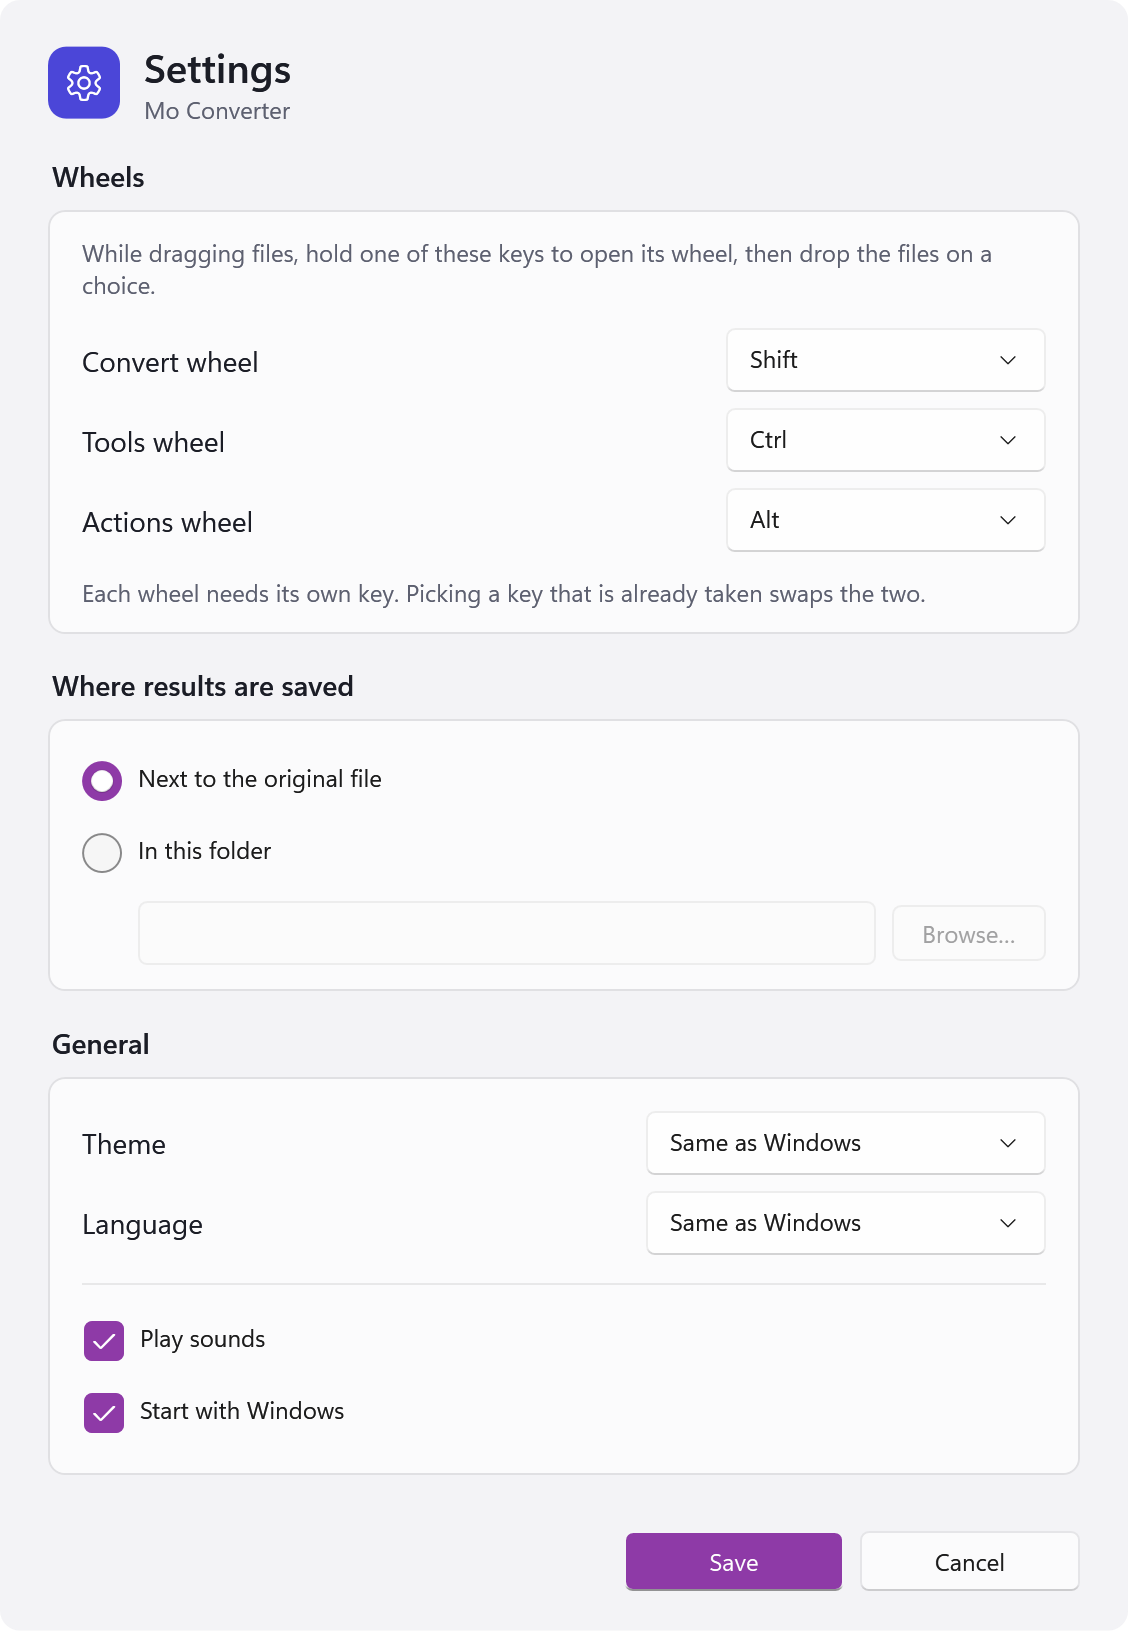 Settings
Mo Converter
Wheels
While dragging files, hold one of these keys to open its wheel, then drop the files on a
choice.
Convert wheel
Shift
Tools wheel
Ctrl
Actions wheel
Alt
Each wheel needs its own key. Picking a key that is already taken swaps the two.
Where results are saved
Next to the original file
In this folder
Browse...
General
Theme
Same as Windows
Language
Same as Windows
Play sounds
Start with Windows
Save
Cancel